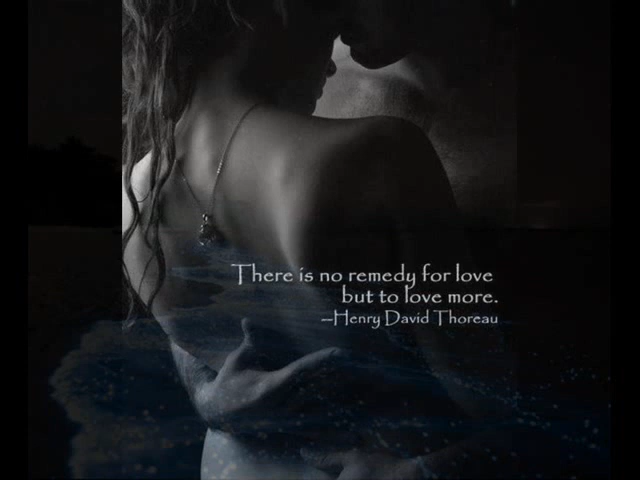 There is no remedy for love
but to love more.
—Henry David Thoreau